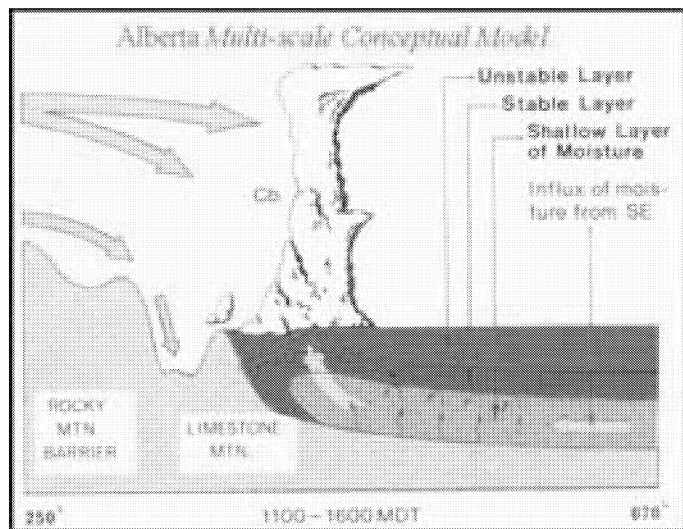 Alberta Multi-scale Conceptual Model
Unstable Layer
Stable Layer
Shallow Layer
of Moisture
Influx of mois-
ture from SE
Cb
ROCKY
MTN.
BARRIER
LIMESTONE
MTN.
250°
1100-1600 MDT
070°